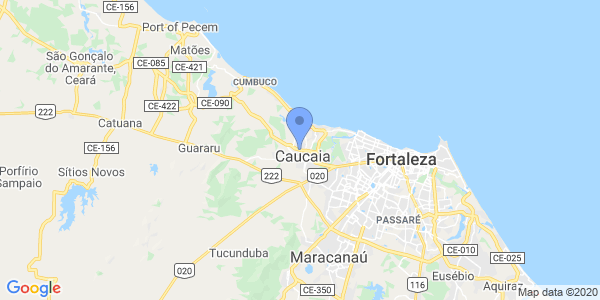 CE-156
Port of Pecem
Matões
São Gonçalo
do Amarante,
Ceará
CE-085
CE-421
CUMBUCO
CE-422
CE-090
222
Catuana
CE-156
Guararu
Caucaia
Fortaleza
Porfírio
Sampaio
Sítios Novos
222
020
PASSARÉ
Tucunduba
Maracanaú
CE-010
020
CE-025
Eusébio
116
Aquiraz
CE-350
Google
Map data ©2020